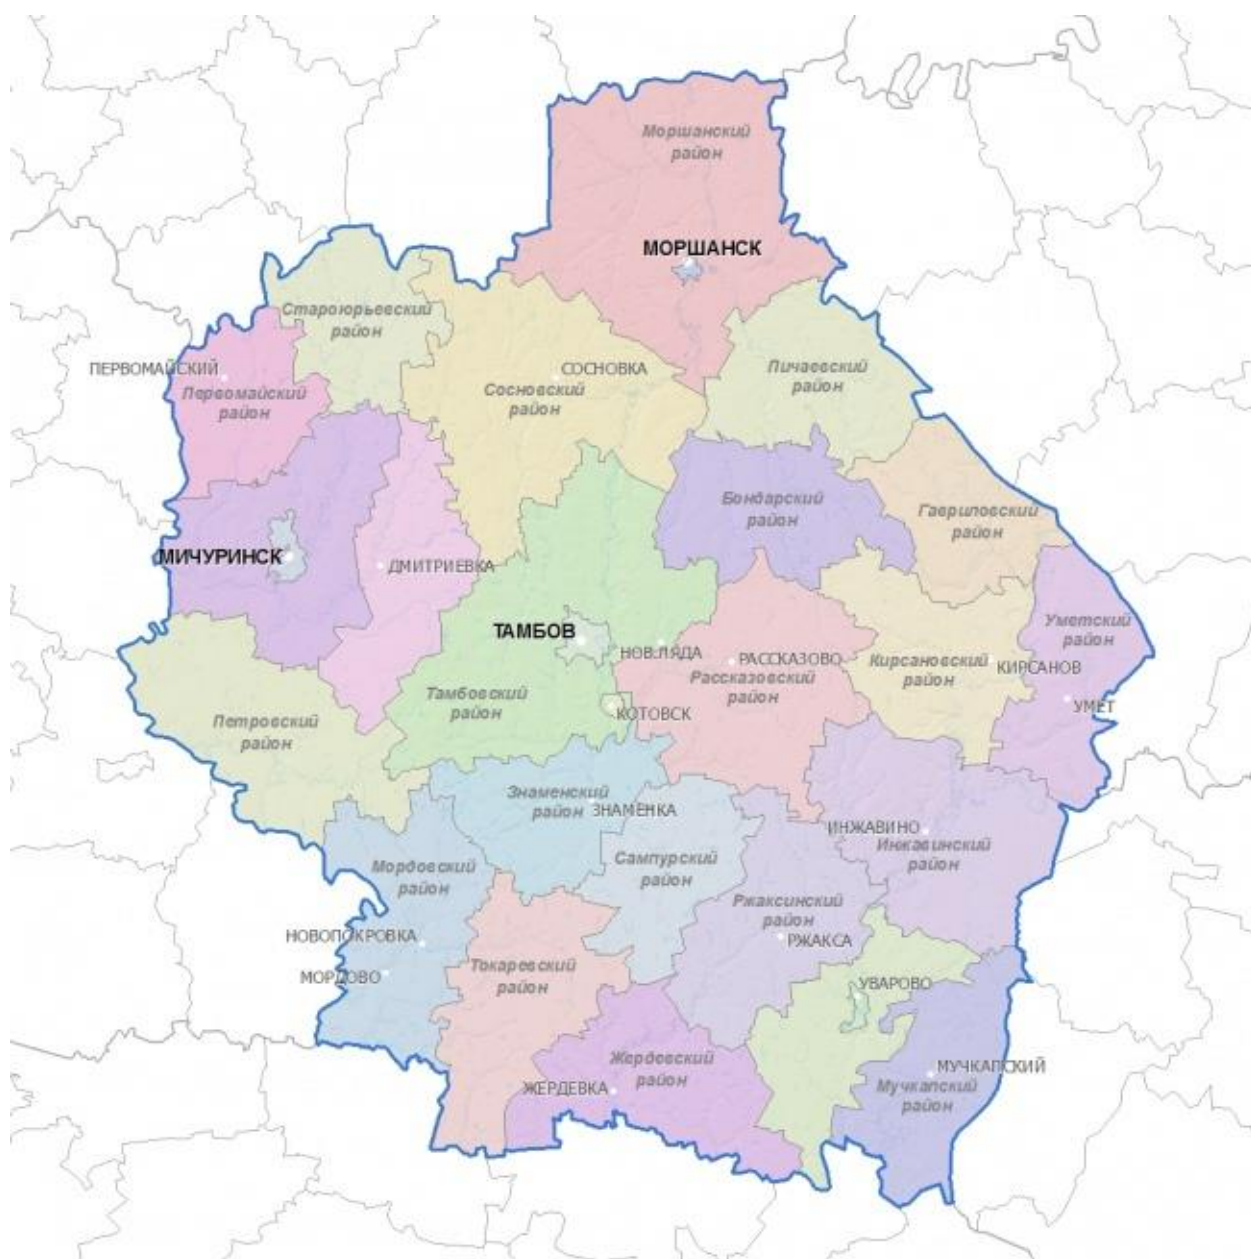 Моршанский
район
МОРШАНСК
Староюрьевский
район
ПЕРВОМАЙСКИЙ
Первомайский
район
СОСНОВКА
Сосновский
район
Пичаевский
район
Бондарский
район
Гавриловский
район
МИЧУРИНСК
ДМИТРИЕВКА
ТАМБОВ
НОВ.ЛЯДА
РАССКАЗОВО
Рассказовский
район
Кирсановский
район
КИРСАНОВ
Уметский
район
УМЕТ
Тамбовский
район
КОТОВСК
Петровский
район
Знаменский
район
ЗНАМЕНКА
ИНЖАВИНО
Инжавинский
район
Мордовский
район
Сампурский
район
Ржаксинский
район
РЖАКСА
НОВОПОКРОВКА
МОРДОВО
Токаревский
район
УВАРОВО
Жердевский
район
ЖЕРДЕВКА
МУЧКАПСКИЙ
Мучкапский
район